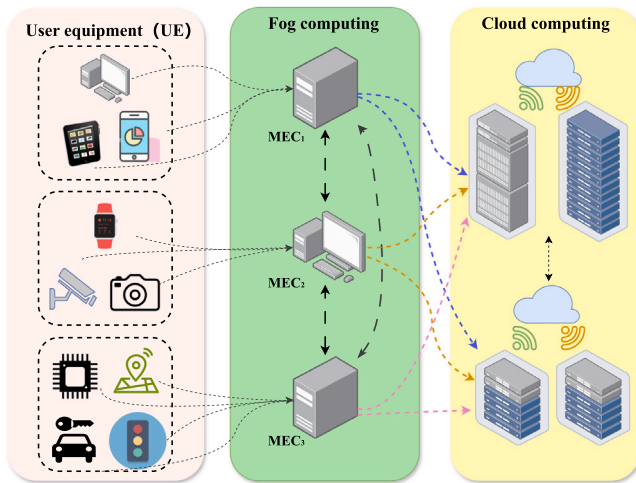 User equipment（UE）
Fog computing
Cloud computing
MEC₁
MEC₂
MEC₃